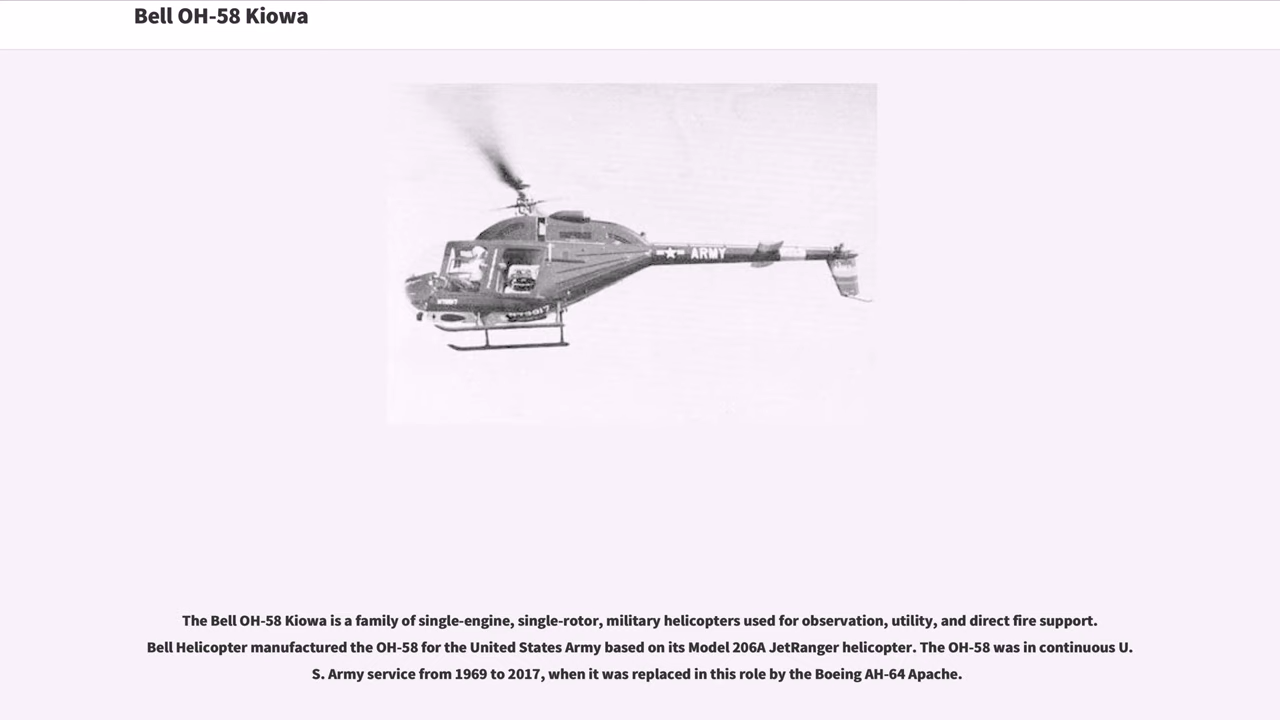 Bell OH-58 Kiowa
ARMY
The Bell OH-58 Kiowa is a family of single-engine, single-rotor, military helicopters used for observation, utility, and direct fire support.
Bell Helicopter manufactured the OH-58 for the United States Army based on its Model 206A JetRanger helicopter. The OH-58 was in continuous U.
S. Army service from 1969 to 2017, when it was replaced in this role by the Boeing AH-64 Apache.